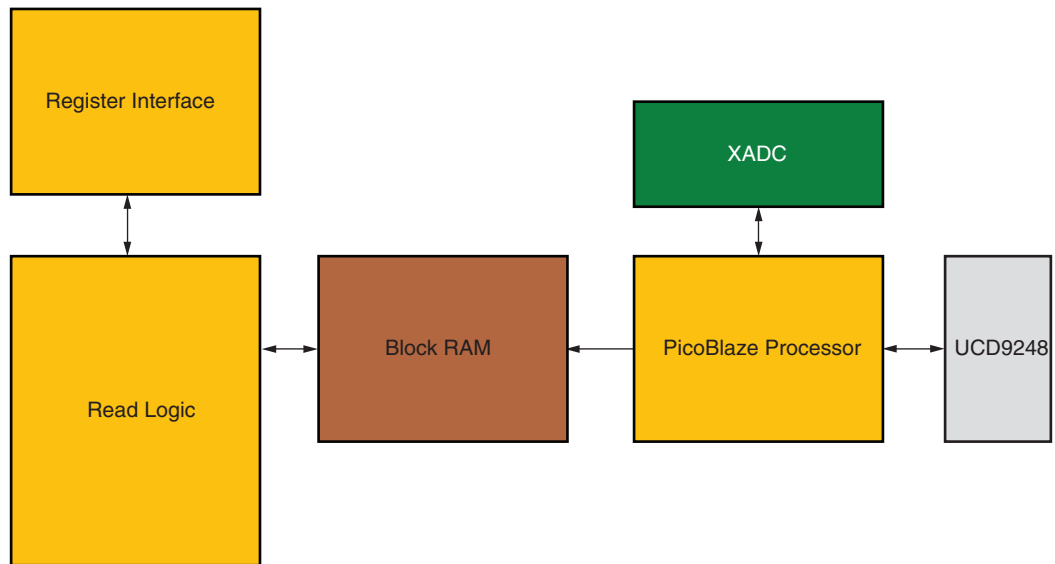 Register Interface
XADC
Block RAM
PicoBlaze Processor
UCD9248
Read Logic